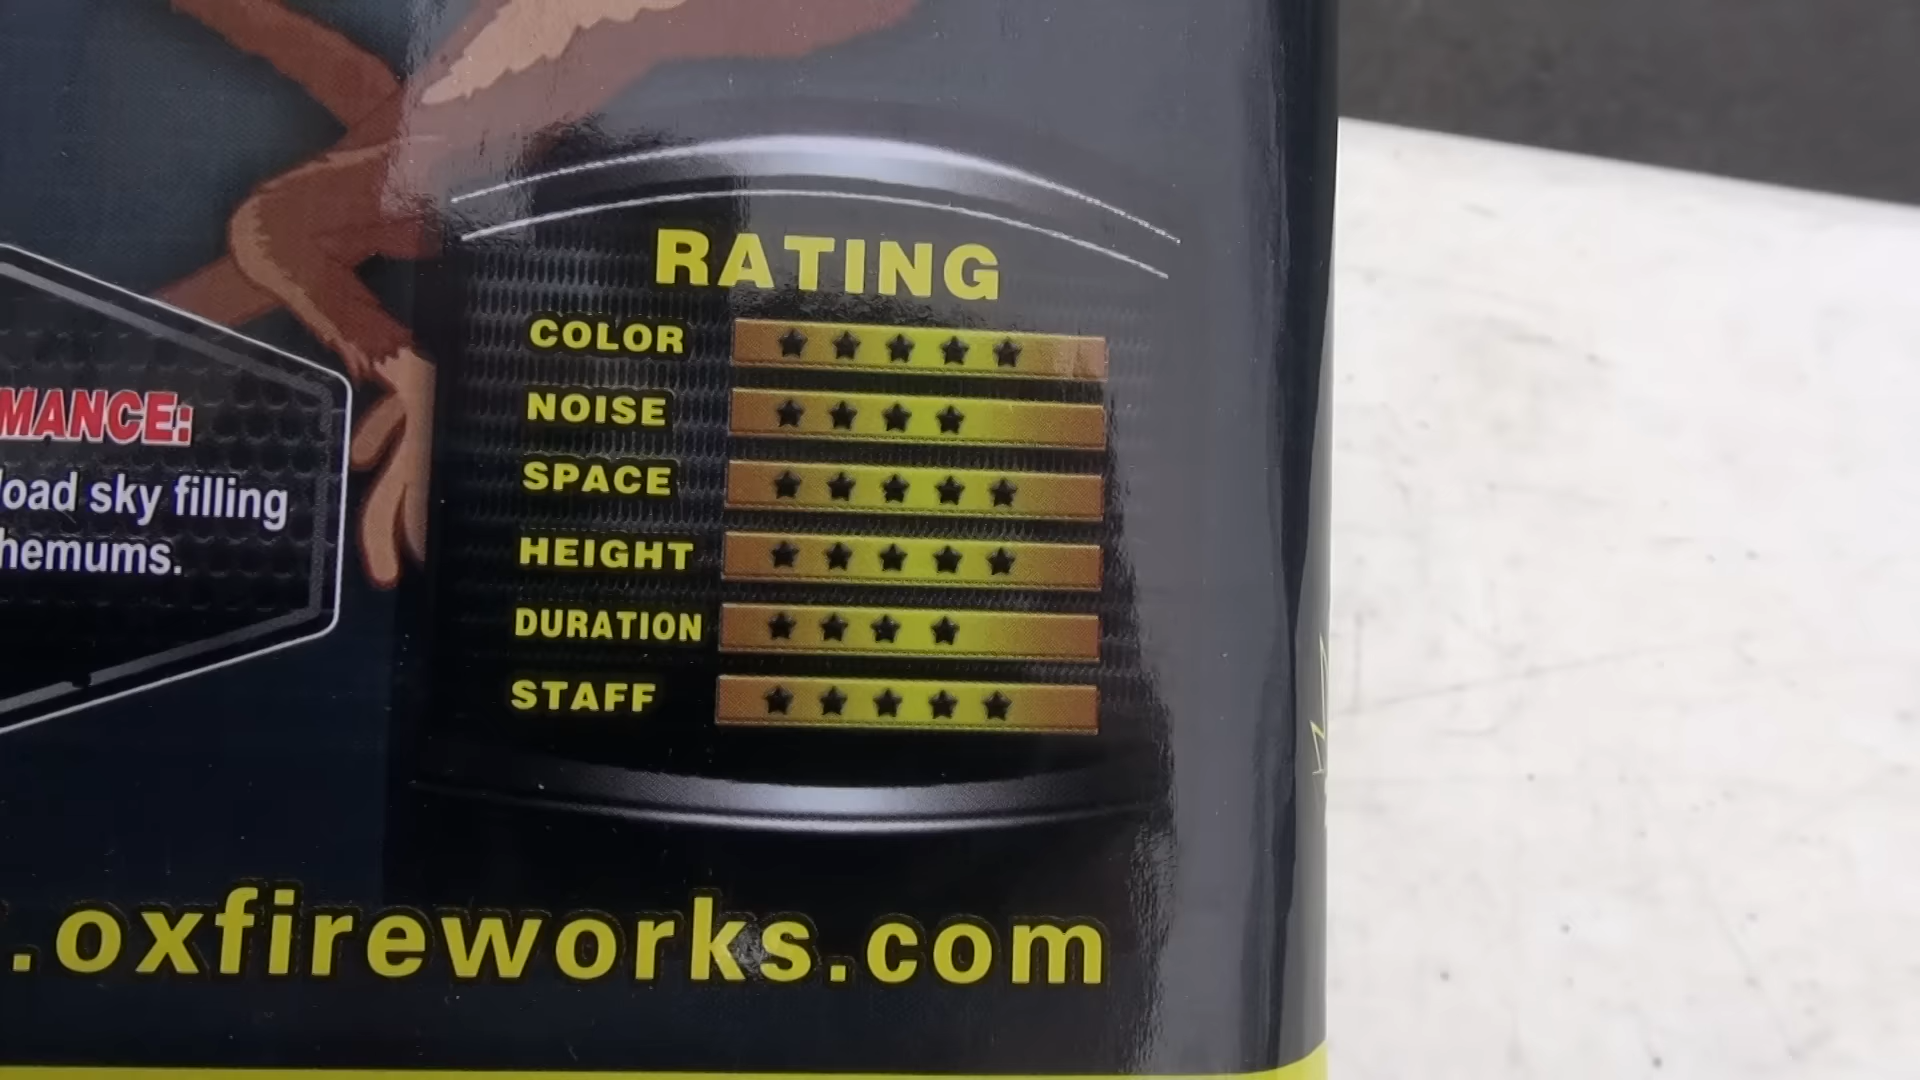 RATING
COLOR ★★★★★
NOISE ★★★★
SPACE ★★★★★
HEIGHT ★★★★★
DURATION ★★★★
STAFF ★★★★★
MANCE:
load sky filling
hemums.
.oxfireworks.com